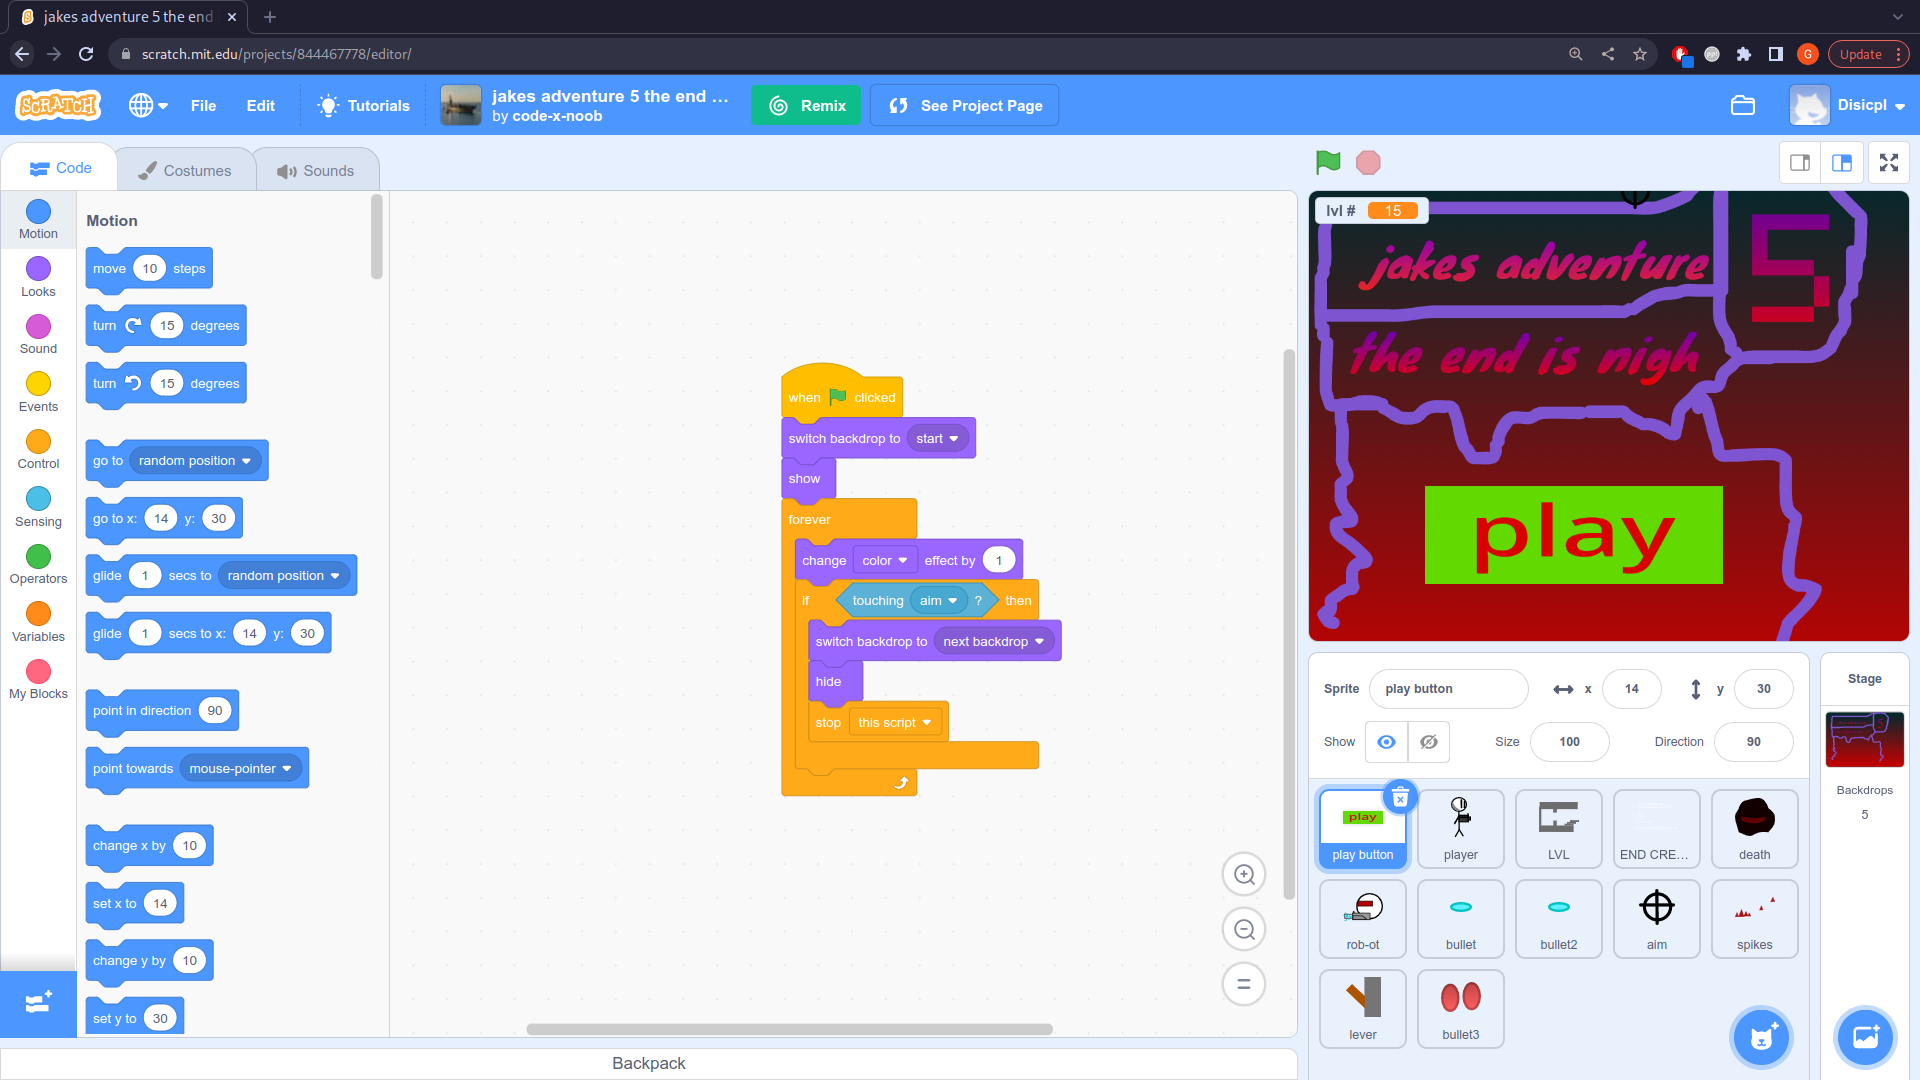 jakes adventure 5 the end
scratch.mit.edu/projects/844467778/editor/
G
Update
SCRATCH
File
Edit
Tutorials
jakes adventure 5 the end ...
by code-x-noob
Remix
See Project Page
Disicpl
Code
Costumes
Sounds
Motion
Looks
Sound
Events
Control
Sensing
Operators
Variables
My Blocks
Motion
move 10 steps
turn 15 degrees
turn 15 degrees
go to random position
go to x: 14 y: 30
glide 1 secs to random position
glide 1 secs to x: 14 y: 30
point in direction 90
point towards mouse-pointer
change x by 10
set x to 14
change y by 10
set y to 30
when clicked
switch backdrop to start
show
forever
change color effect by 1
if touching aim ? then
switch backdrop to next backdrop
hide
stop this script
Backpack
lvl # 15
jakes adventure 5
the end is nigh
play
Sprite play button x 14 y 30
Show Size 100 Direction 90
play
play button
player
LVL
END CRE...
death
rob-ot
bullet
bullet2
aim
spikes
lever
bullet3
Stage
Backdrops
5